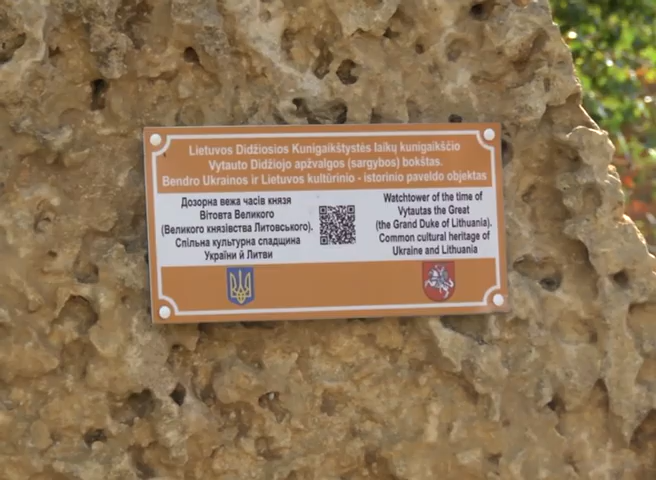 Lietuvos Didžiosios Kunigaikštystės laikų kunigaikščio
Vytauto Didžiojo apžvalgos (sargybos) bokštas.
Bendro Ukrainos ir Lietuvos kultūrinio - istorinio paveldo objektas
Дозорна вежа часів князя
Вітовта Великого
(Великого князівства Литовського).
Спільна культурна спадщина
України й Литви
Watchtower of the time of
Vytautas the Great
(the Grand Duke of Lithuania).
Common cultural heritage of
Ukraine and Lithuania